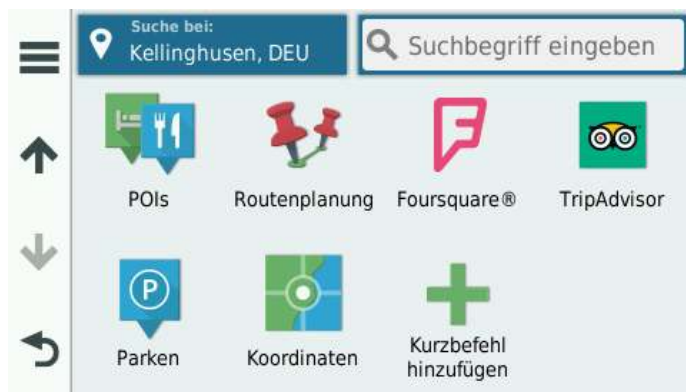 Suche bei:
Kellinghusen, DEU
Suchbegriff eingeben
POIs
Routenplanung
Foursquare®
TripAdvisor
P
Parken
Koordinaten
Kurzbefehl
hinzufügen